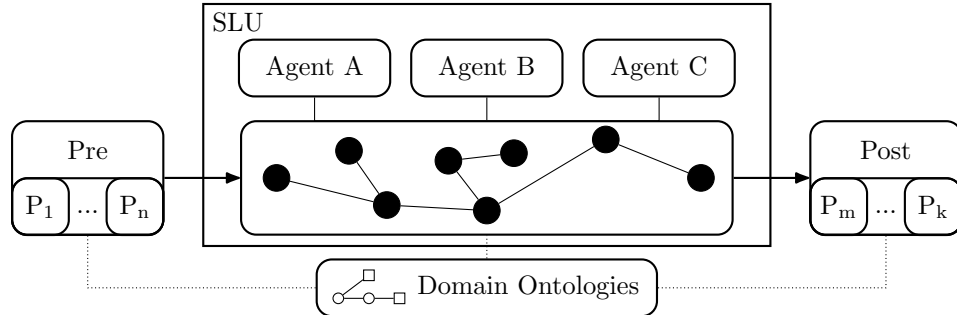 SLU
Agent A Agent B Agent C
Pre
Post
P1 ... Pn
Pm ... Pk
Domain Ontologies